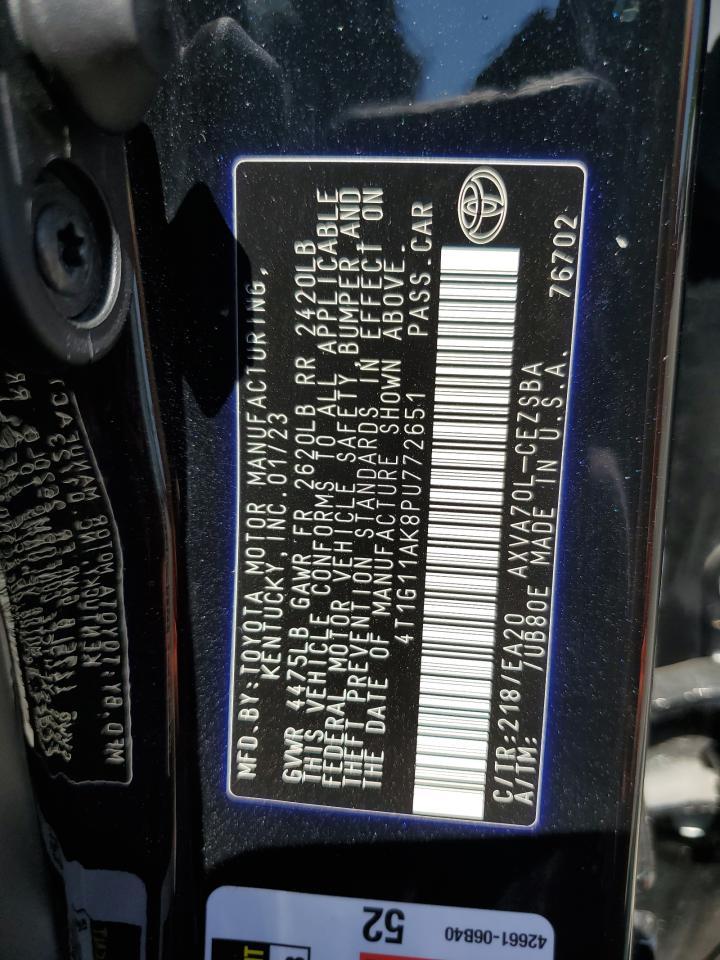 MFD.BY:TOYOTA MOTOR MANUFACTURING,
KENTUCKY,INC.01/23
GVWR 4475LB GAWR FR 2620LB RR 2420LB
THIS VEHICLE CONFORMS TO ALL APPLICABLE
FEDERAL MOTOR VEHICLE SAFETY, BUMPER, AND
THEFT PREVENTION STANDARDS IN EFFECT ON
THE DATE OF MANUFACTURE SHOWN ABOVE.
4T1G11AK8PU772651 PASS.CAR
C/TR:218/EA20 AXVA70L-CEZSBA 76702
A/TM: 7UB80E MADE IN U.S.A.
52
42661-06B40